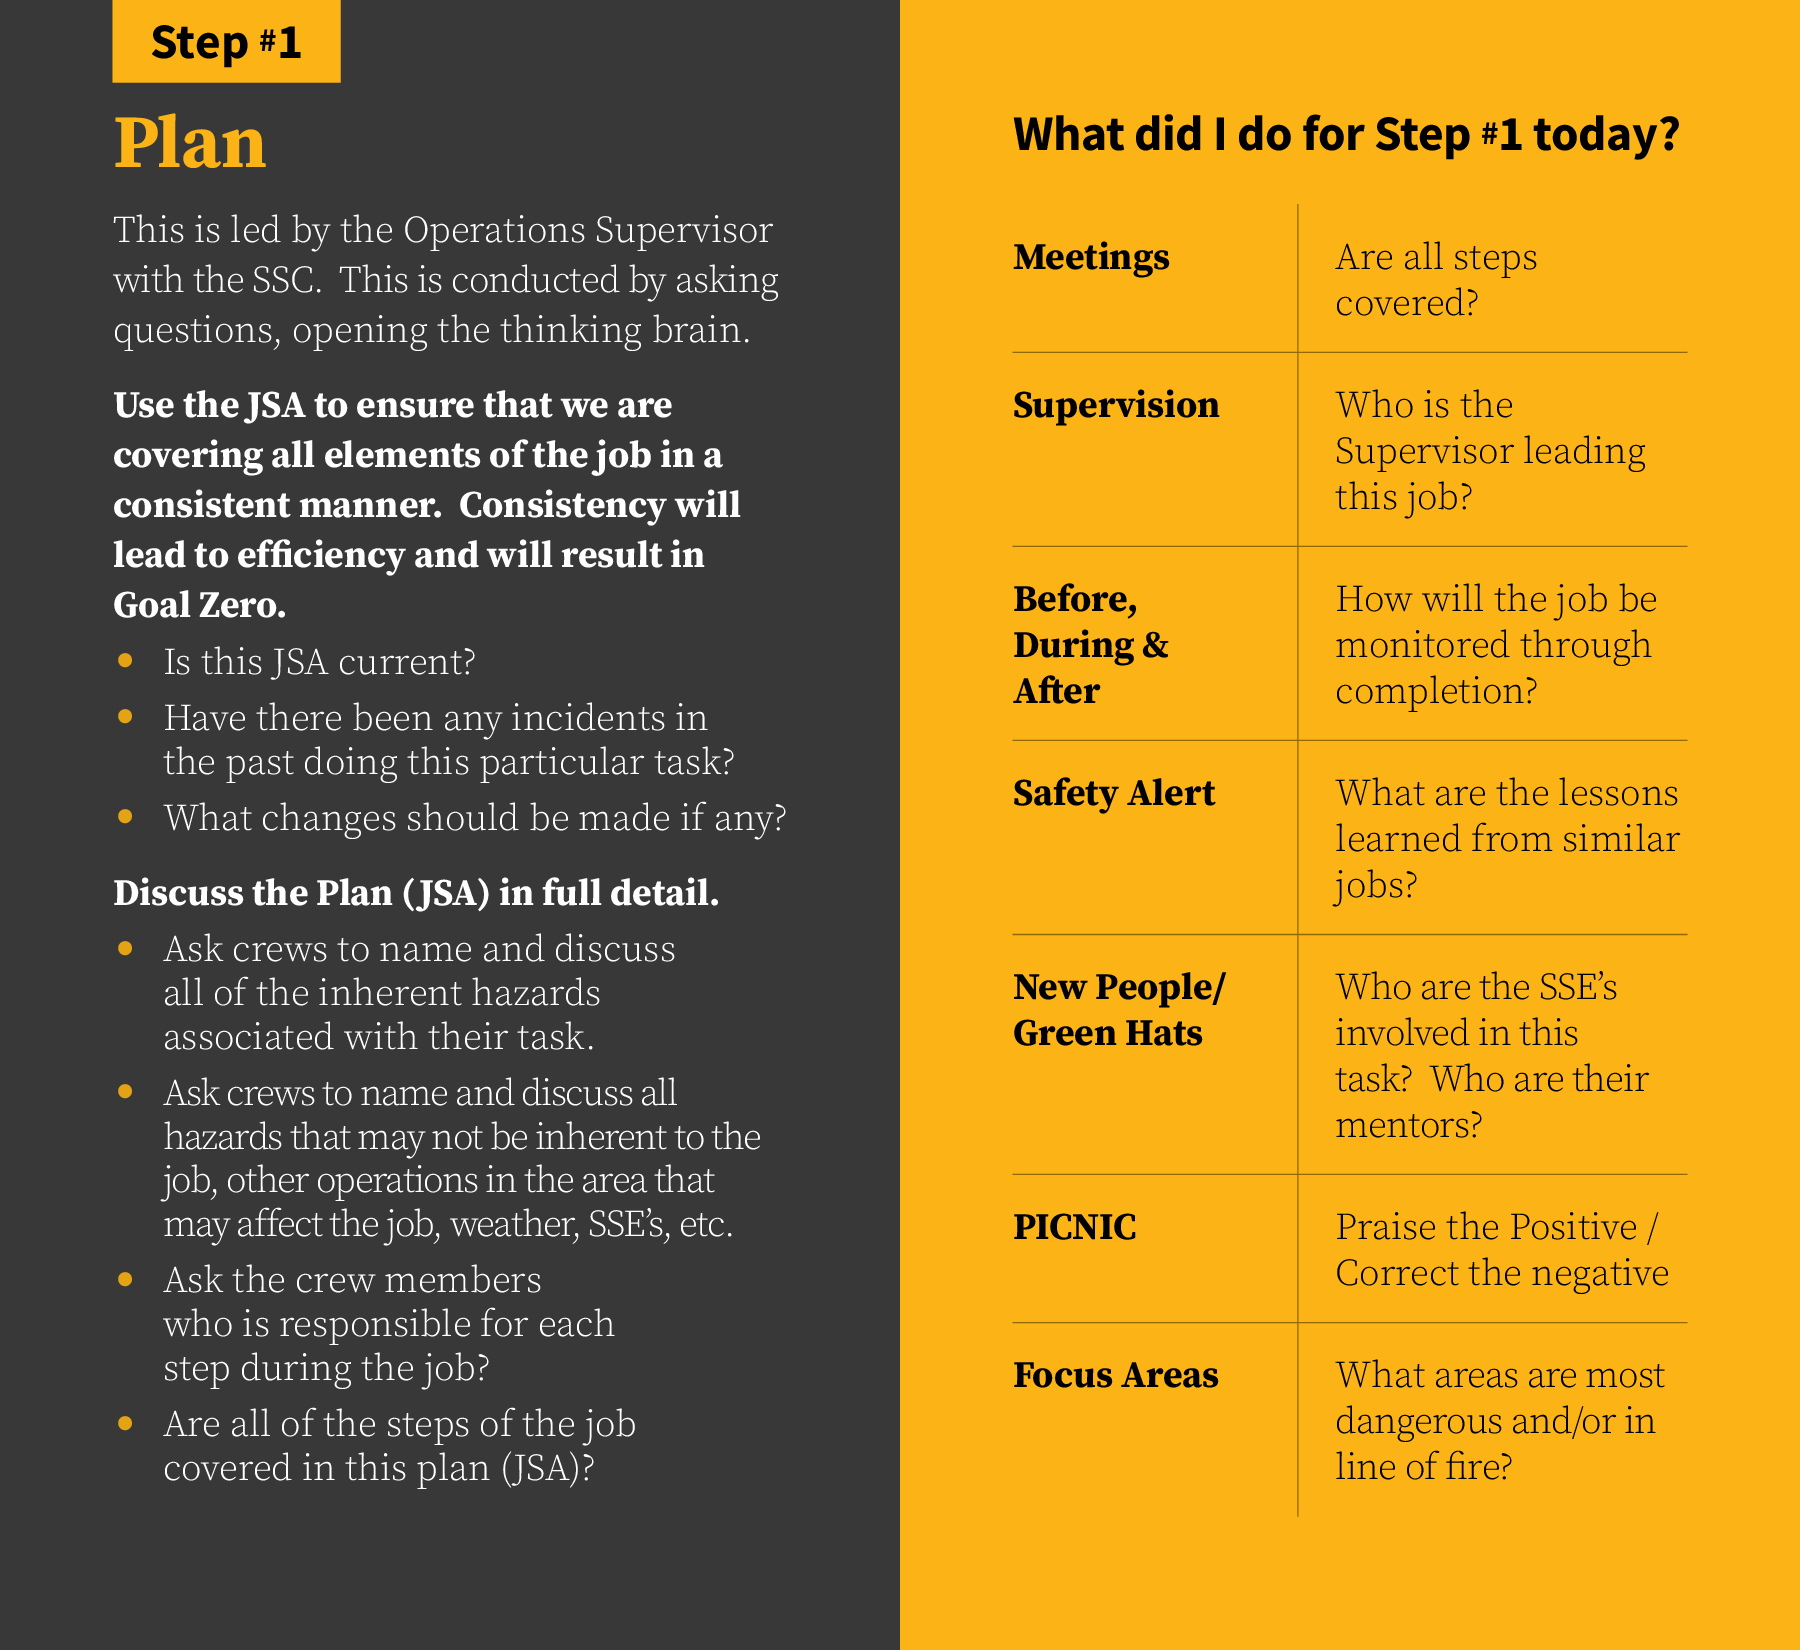 Step #1
Plan
This is led by the Operations Supervisor
with the SSC.  This is conducted by asking
questions, opening the thinking brain.
Use the JSA to ensure that we are
covering all elements of the job in a
consistent manner.  Consistency will
lead to efficiency and will result in
Goal Zero.
• Is this JSA current?
• Have there been any incidents in
the past doing this particular task?
• What changes should be made if any?
Discuss the Plan (JSA) in full detail.
• Ask crews to name and discuss
all of the inherent hazards
associated with their task.
• Ask crews to name and discuss all
hazards that may not be inherent to the
job, other operations in the area that
may affect the job, weather, SSE’s, etc.
• Ask the crew members
who is responsible for each
step during the job?
• Are all of the steps of the job
covered in this plan (JSA)?
What did I do for Step #1 today?
Meetings
Are all steps
covered?
Supervision
Who is the
Supervisor leading
this job?
Before,
During &
After
How will the job be
monitored through
completion?
Safety Alert
What are the lessons
learned from similar
jobs?
New People/
Green Hats
Who are the SSE’s
involved in this
task?  Who are their
mentors?
PICNIC
Praise the Positive /
Correct the negative
Focus Areas
What areas are most
dangerous and/or in
line of fire?